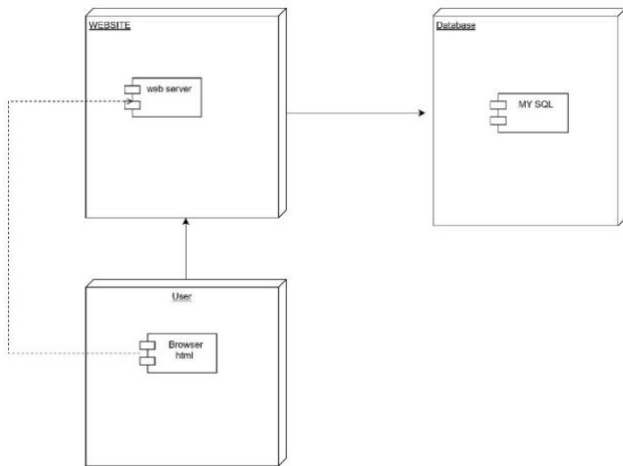 WEBSITE
web server
Database
MY SQL
User
Browser
html